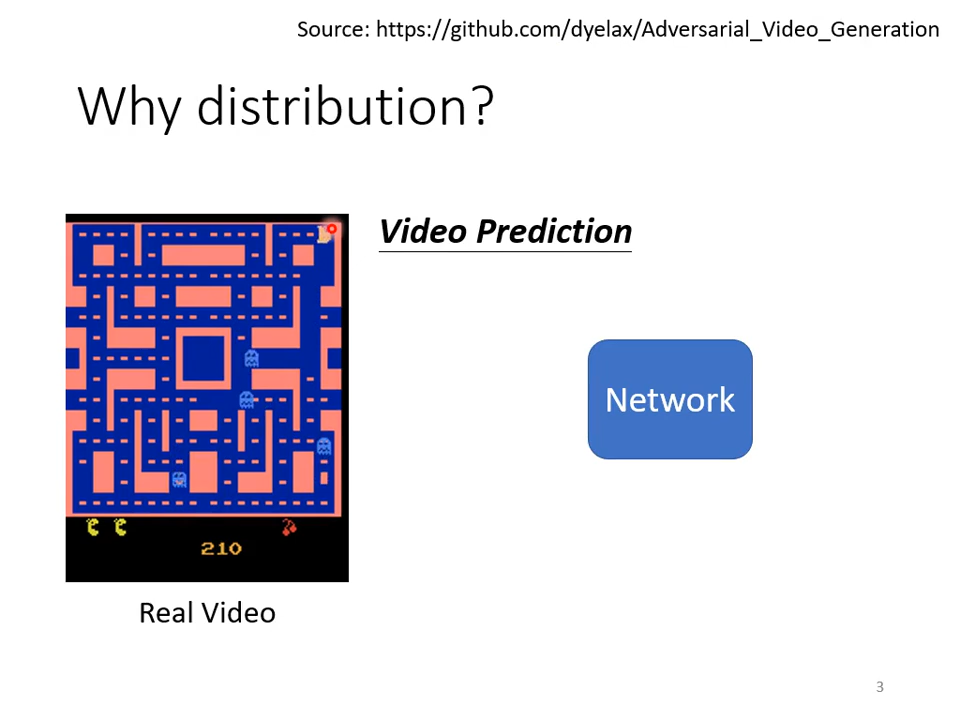 Source: https://github.com/dyelax/Adversarial_Video_Generation
Why distribution?
Video Prediction
Network
210
Real Video
3